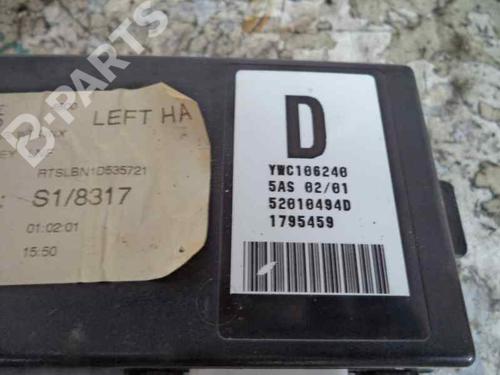 B-PARTS
LEFT HA
RTSLBN1D535721
S1/8317
01:02:01
15:50
D
YWC106240
5AS 02/01
52010494D
1795459